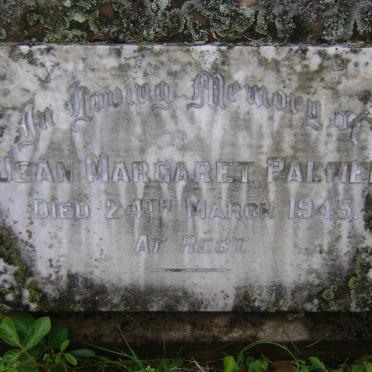 In Loving Memory of
JEAN MARGARET PALMER
DIED 24TH MARCH 1945.
AT REST